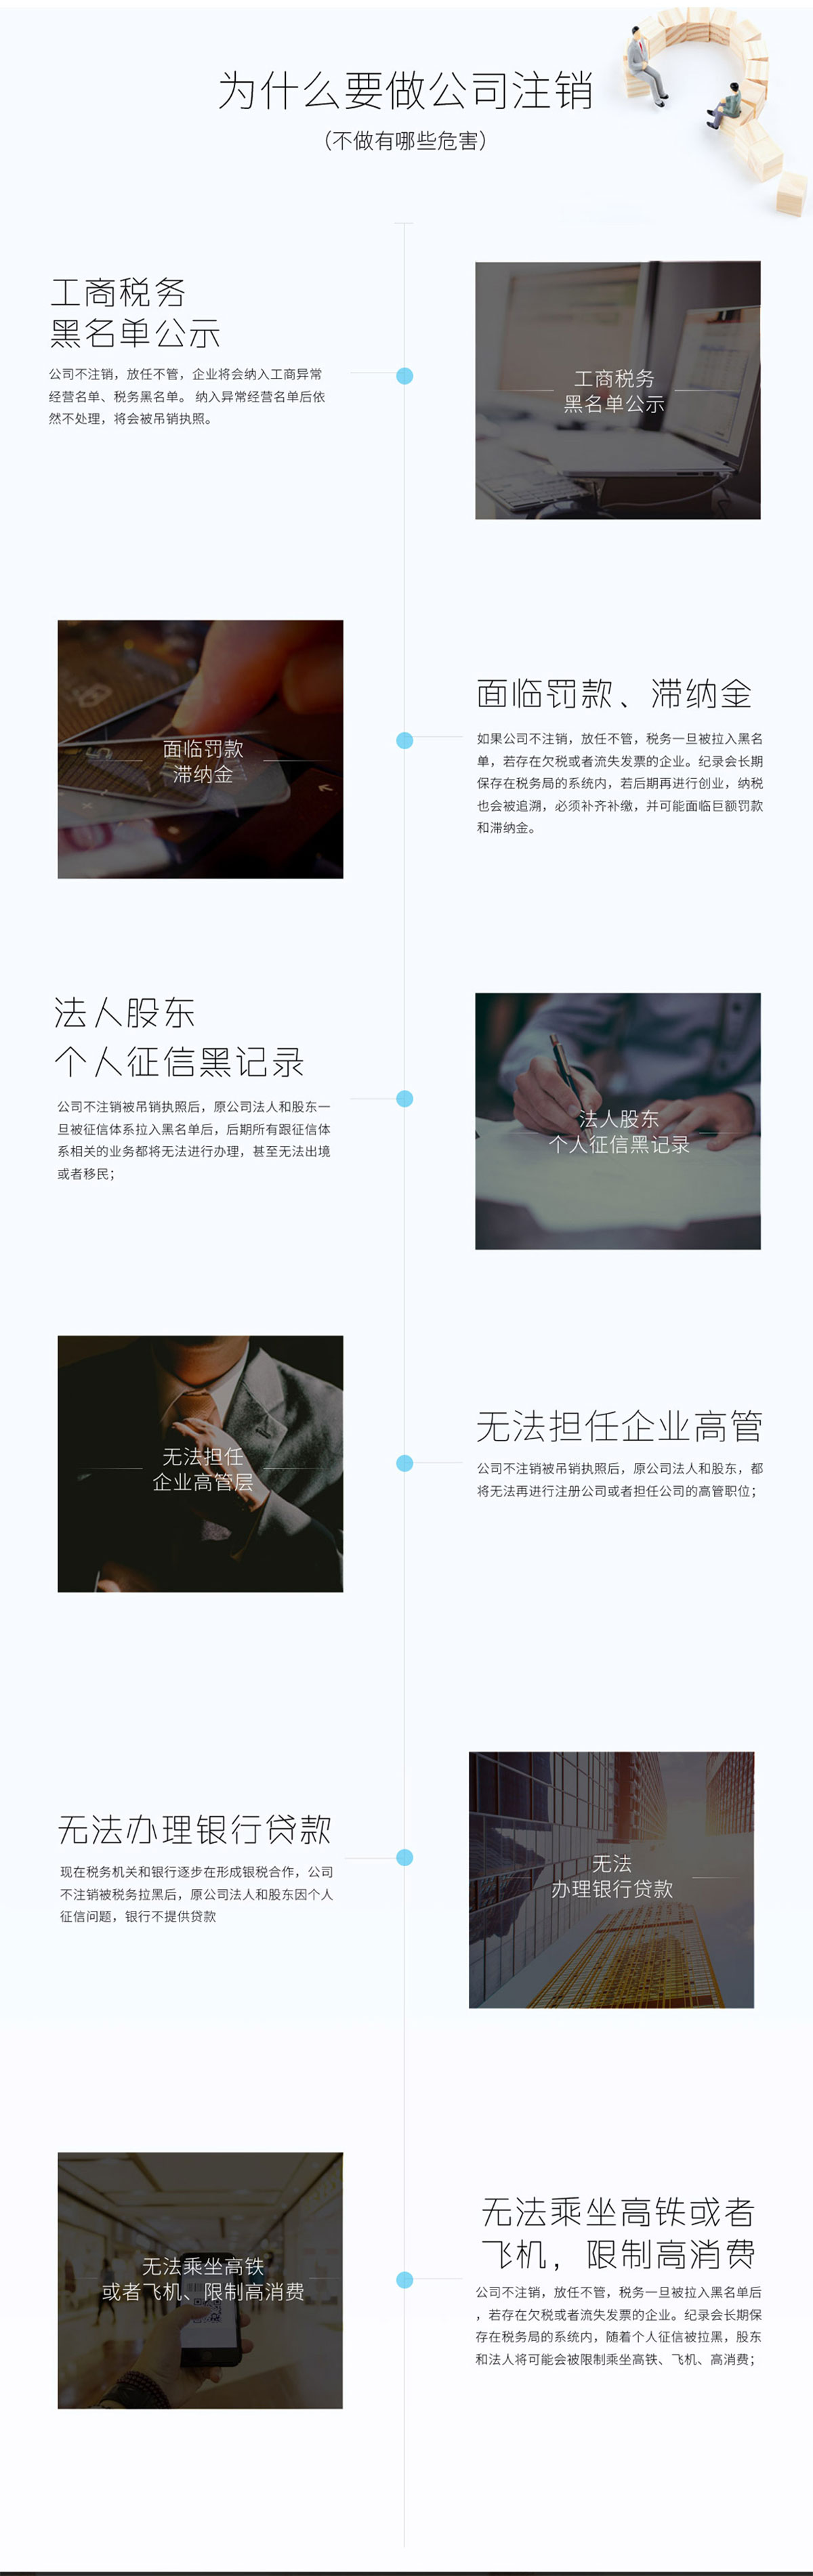 为什么要做公司注销
（不做有哪些危害）
工商税务
黑名单公示
公司不注销，放任不管，企业将会纳入工商异常
经营名单、税务黑名单。 纳入异常经营名单后依
然不处理，将会被吊销执照。
工商税务
黑名单公示
面临罚款
滞纳金
面临罚款、滞纳金
如果公司不注销，放任不管，税务一旦被拉入黑名
单，若存在欠税或者流失发票的企业。纪录会长期
保存在税务局的系统内，若后期再进行创业，纳税
也会被追溯，必须补齐补缴，并可能面临巨额罚款
和滞纳金。
法人股东
个人征信黑记录
公司不注销被吊销执照后，原公司法人和股东一
旦被征信体系拉入黑名单后，后期所有跟征信体
系相关的业务都将无法进行办理，甚至无法出境
或者移民；
法人股东
个人征信黑记录
无法担任
企业高管层
无法担任企业高管
公司不注销被吊销执照后，原公司法人和股东，都
将无法再进行注册公司或者担任公司的高管职位；
无法办理银行贷款
现在税务机关和银行逐步在形成银税合作，公司
不注销被税务拉黑后，原公司法人和股东因个人
征信问题，银行不提供贷款
无法
办理银行贷款
无法乘坐高铁
或者飞机、限制高消费
无法乘坐高铁或者
飞机，限制高消费
公司不注销，放任不管，税务一旦被拉入黑名单后
，若存在欠税或者流失发票的企业。纪录会长期保
存在税务局的系统内，随着个人征信被拉黑，股东
和法人将可能会被限制乘坐高铁、飞机、高消费；